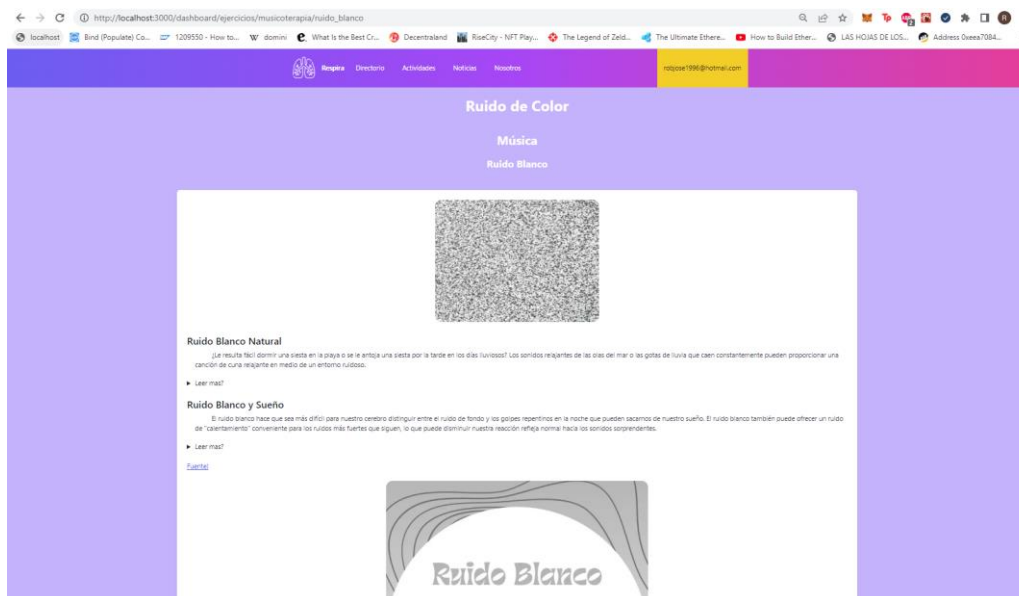 http://localhost:3000/dashboard/ejercicios/musicoterapia/ruido_blanco
localhost Bind (Populate) Co... 1209550 - How to... domini What Is the Best Cr... Decentraland RiseCity - NFT Play... The Legend of Zeld... The Ultimate Ethere... How to Build Ether... LAS HOJAS DE LOS... Address 0xeea7084...
Respira Directorio Actividades Noticias Nosotros
Ruido de Color
Música
Ruido Blanco
Ruido Blanco Natural
¿Le resulta fácil dormir una siesta en la playa o se le antoja una siesta por la tarde en los días lluviosos? Los sonidos relajantes de las olas del mar o las gotas de lluvia que caen constantemente pueden proporcionar una
canción de cuna relajante en medio de un entorno ruidoso.
Leer mas?
Ruido Blanco y Sueño
El ruido blanco hace que sea más difícil para nuestro cerebro distinguir entre el ruido de fondo y los golpes repentinos en la noche que pueden sacarnos de nuestro sueño. El ruido blanco también puede ofrecer un ruido
de "calentamiento" conveniente para los ruidos más fuertes que siguen, lo que puede disminuir nuestra reacción refleja normal hacia los sonidos sorprendentes.
Leer mas?
Ruido Blanco